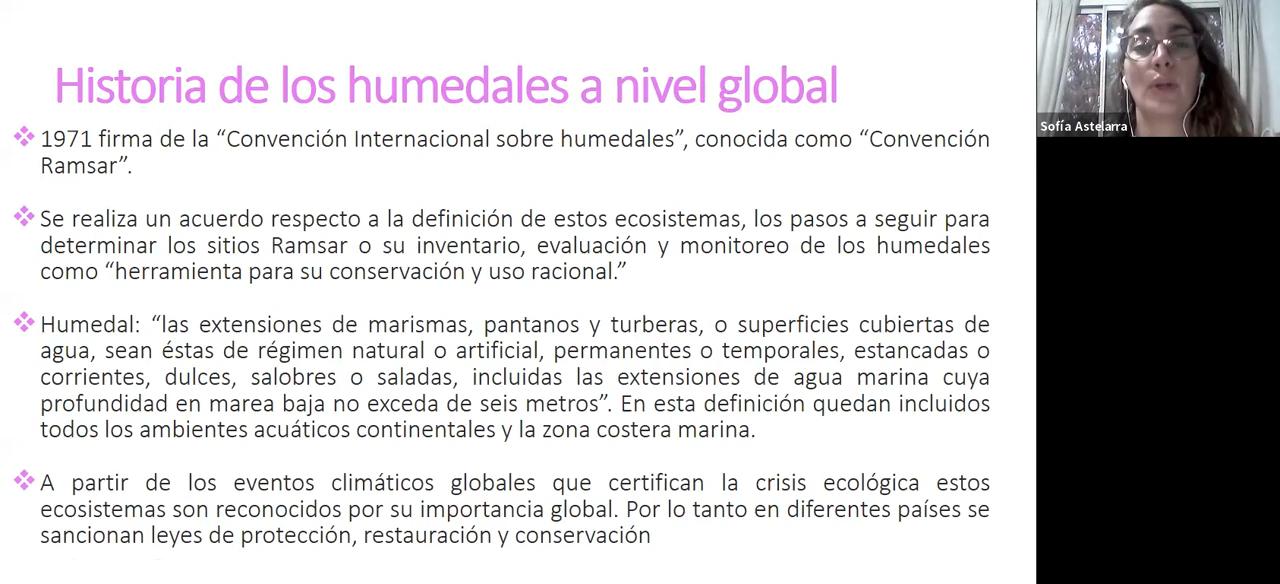 Historia de los humedales a nivel global
1971 firma de la “Convención Internacional sobre humedales”, conocida como “Convención
Ramsar”.
Se realiza un acuerdo respecto a la definición de estos ecosistemas, los pasos a seguir para
determinar los sitios Ramsar o su inventario, evaluación y monitoreo de los humedales
como “herramienta para su conservación y uso racional.”
Humedal: “las extensiones de marismas, pantanos y turberas, o superficies cubiertas de
agua, sean éstas de régimen natural o artificial, permanentes o temporales, estancadas o
corrientes, dulces, salobres o saladas, incluidas las extensiones de agua marina cuya
profundidad en marea baja no exceda de seis metros”. En esta definición quedan incluidos
todos los ambientes acuáticos continentales y la zona costera marina.
A partir de los eventos climáticos globales que certifican la crisis ecológica estos
ecosistemas son reconocidos por su importancia global. Por lo tanto en diferentes países se
sancionan leyes de protección, restauración y conservación
Sofía Astelarra